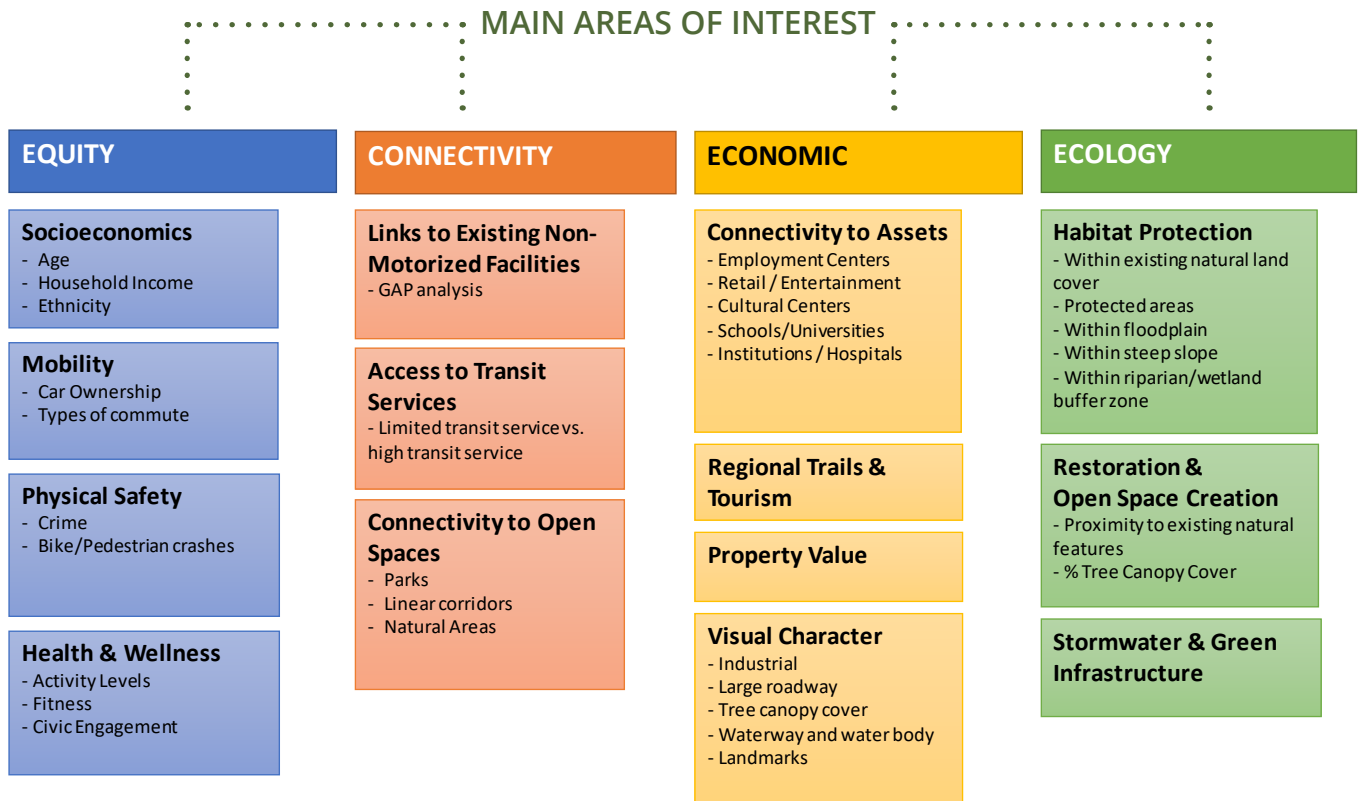 MAIN AREAS OF INTEREST
EQUITY
Socioeconomics
- Age
- Household Income
- Ethnicity
Mobility
- Car Ownership
- Types of commute
Physical Safety
- Crime
- Bike/Pedestrian crashes
Health & Wellness
- Activity Levels
- Fitness
- Civic Engagement
CONNECTIVITY
Links to Existing Non-
Motorized Facilities
- GAP analysis
Access to Transit
Services
- Limited transit service vs.
high transit service
Connectivity to Open
Spaces
- Parks
- Linear corridors
- Natural Areas
ECONOMIC
Connectivity to Assets
- Employment Centers
- Retail / Entertainment
- Cultural Centers
- Schools/Universities
- Institutions / Hospitals
Regional Trails &
Tourism
Property Value
Visual Character
- Industrial
- Large roadway
- Tree canopy cover
- Waterway and water body
- Landmarks
ECOLOGY
Habitat Protection
- Within existing natural land
cover
- Protected areas
- Within floodplain
- Within steep slope
- Within riparian/wetland
buffer zone
Restoration &
Open Space Creation
- Proximity to existing natural
features
- % Tree Canopy Cover
Stormwater & Green
Infrastructure